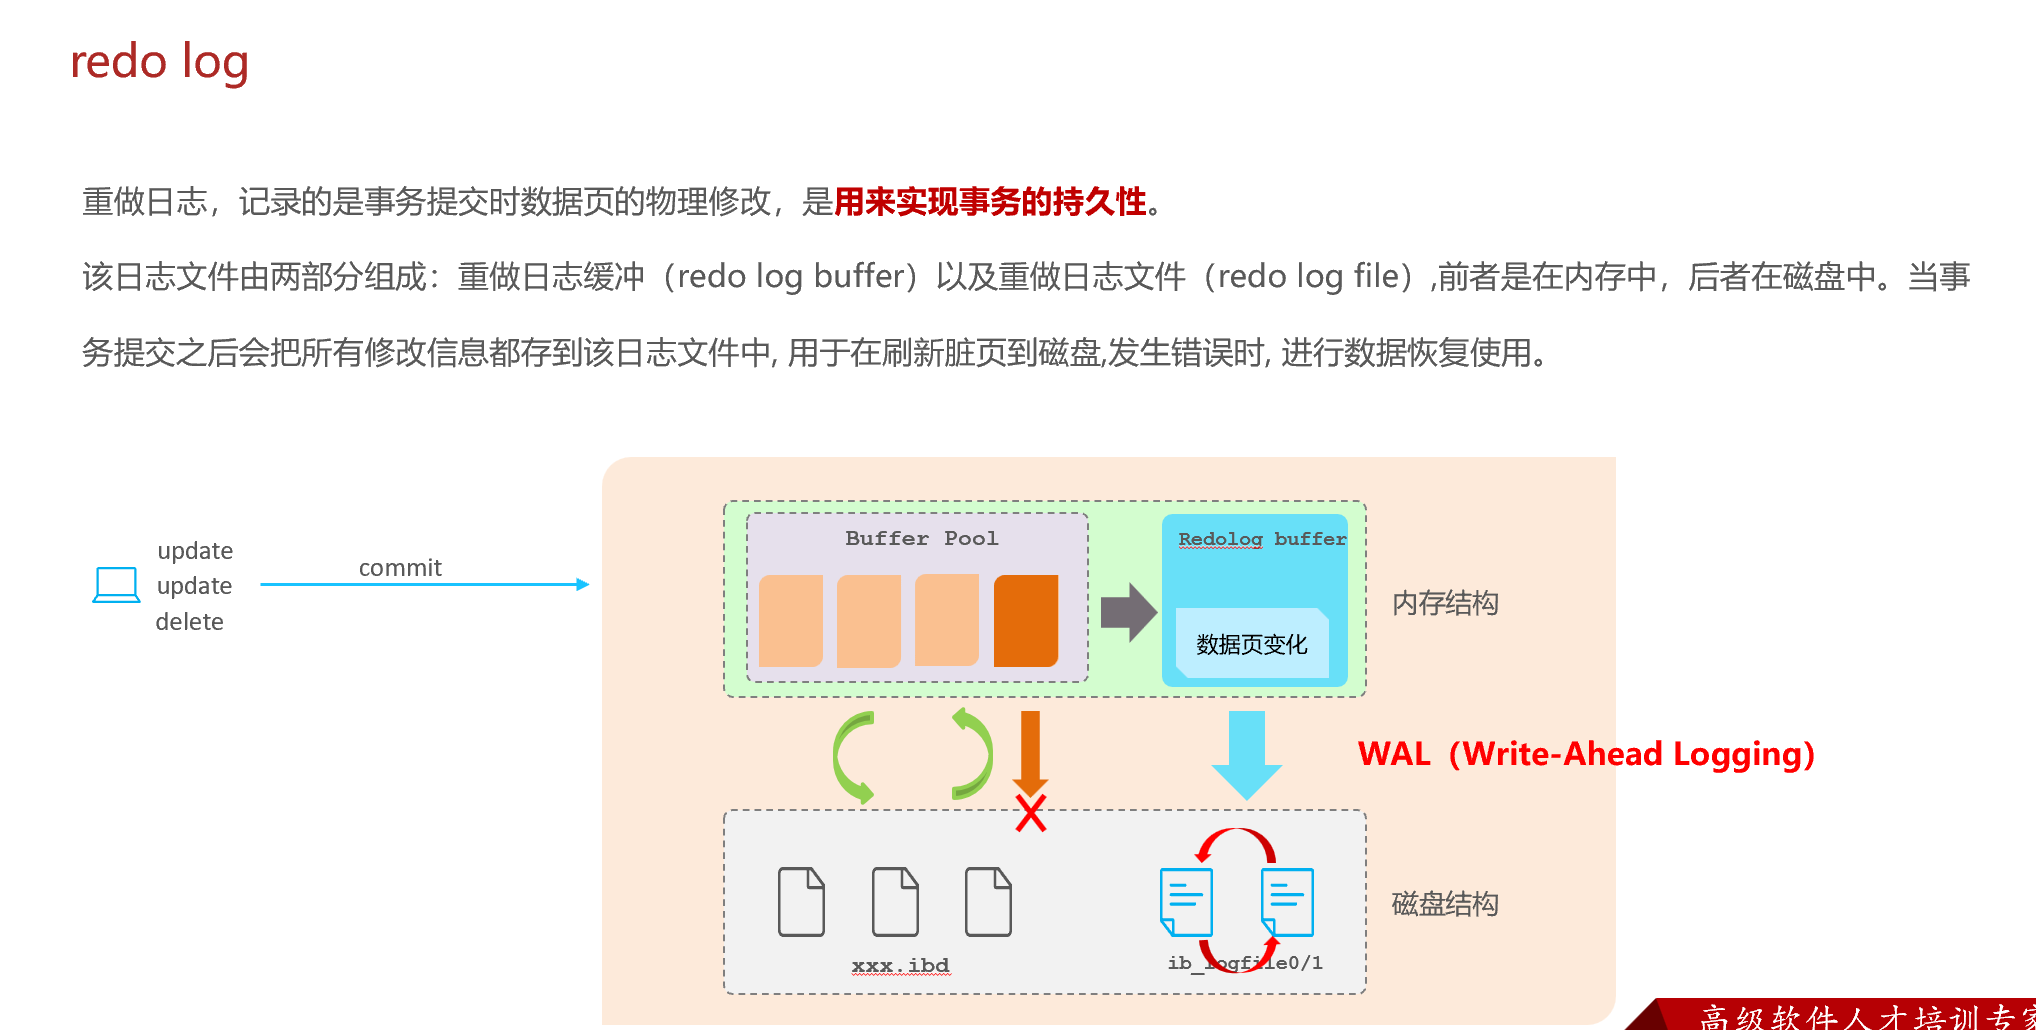 redo log
重做日志，记录的是事务提交时数据页的物理修改，是用来实现事务的持久性。
该日志文件由两部分组成：重做日志缓冲（redo log buffer）以及重做日志文件（redo log file）,前者是在内存中，后者在磁盘中。当事
务提交之后会把所有修改信息都存到该日志文件中, 用于在刷新脏页到磁盘,发生错误时, 进行数据恢复使用。
update
update
delete
commit
Buffer Pool
Redolog buffer
数据页变化
内存结构
WAL（Write-Ahead Logging）
xxx.ibd
ib_logfile0/1
磁盘结构
高级软件人才培训专家